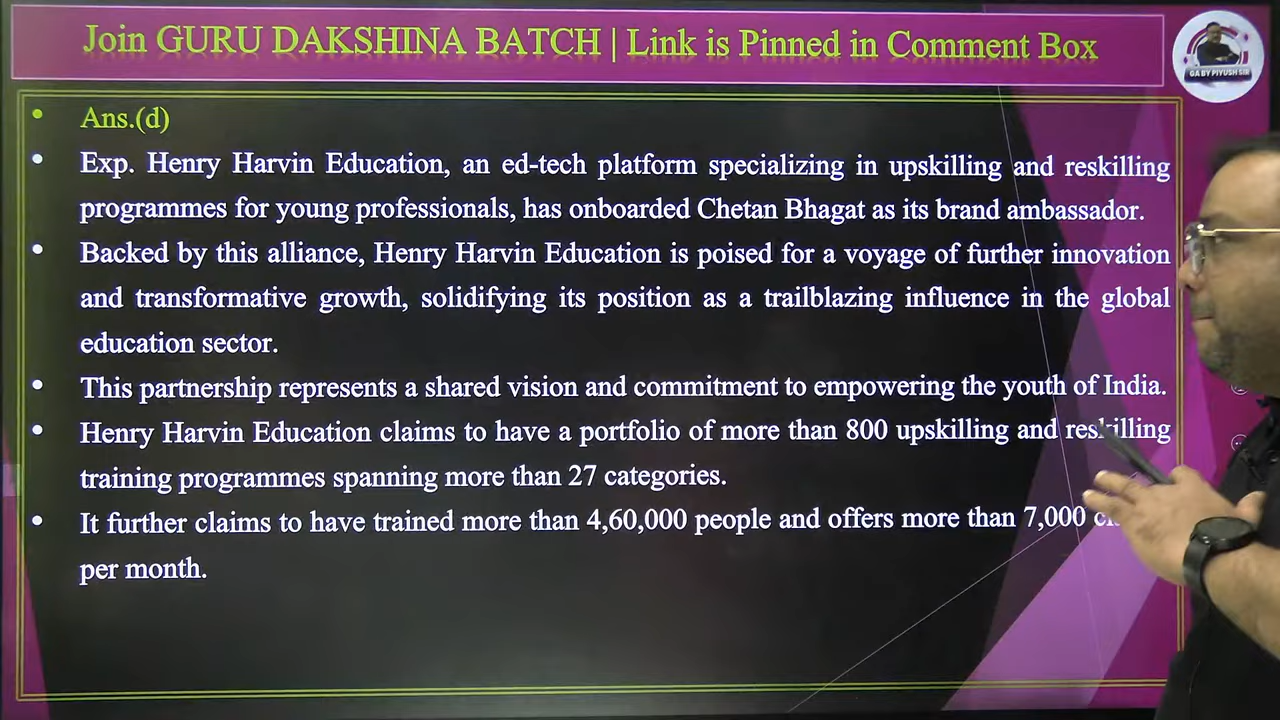 Join GURU DAKSHINA BATCH | Link is Pinned in Comment Box
GA BY PIYUSH SIR
• Ans.(d)
• Exp. Henry Harvin Education, an ed-tech platform specializing in upskilling and reskilling
programmes for young professionals, has onboarded Chetan Bhagat as its brand ambassador.
• Backed by this alliance, Henry Harvin Education is poised for a voyage of further innovation
and transformative growth, solidifying its position as a trailblazing influence in the global
education sector.
• This partnership represents a shared vision and commitment to empowering the youth of India.
• Henry Harvin Education claims to have a portfolio of more than 800 upskilling and reskilling
training programmes spanning more than 27 categories.
• It further claims to have trained more than 4,60,000 people and offers more than 7,000
per month.